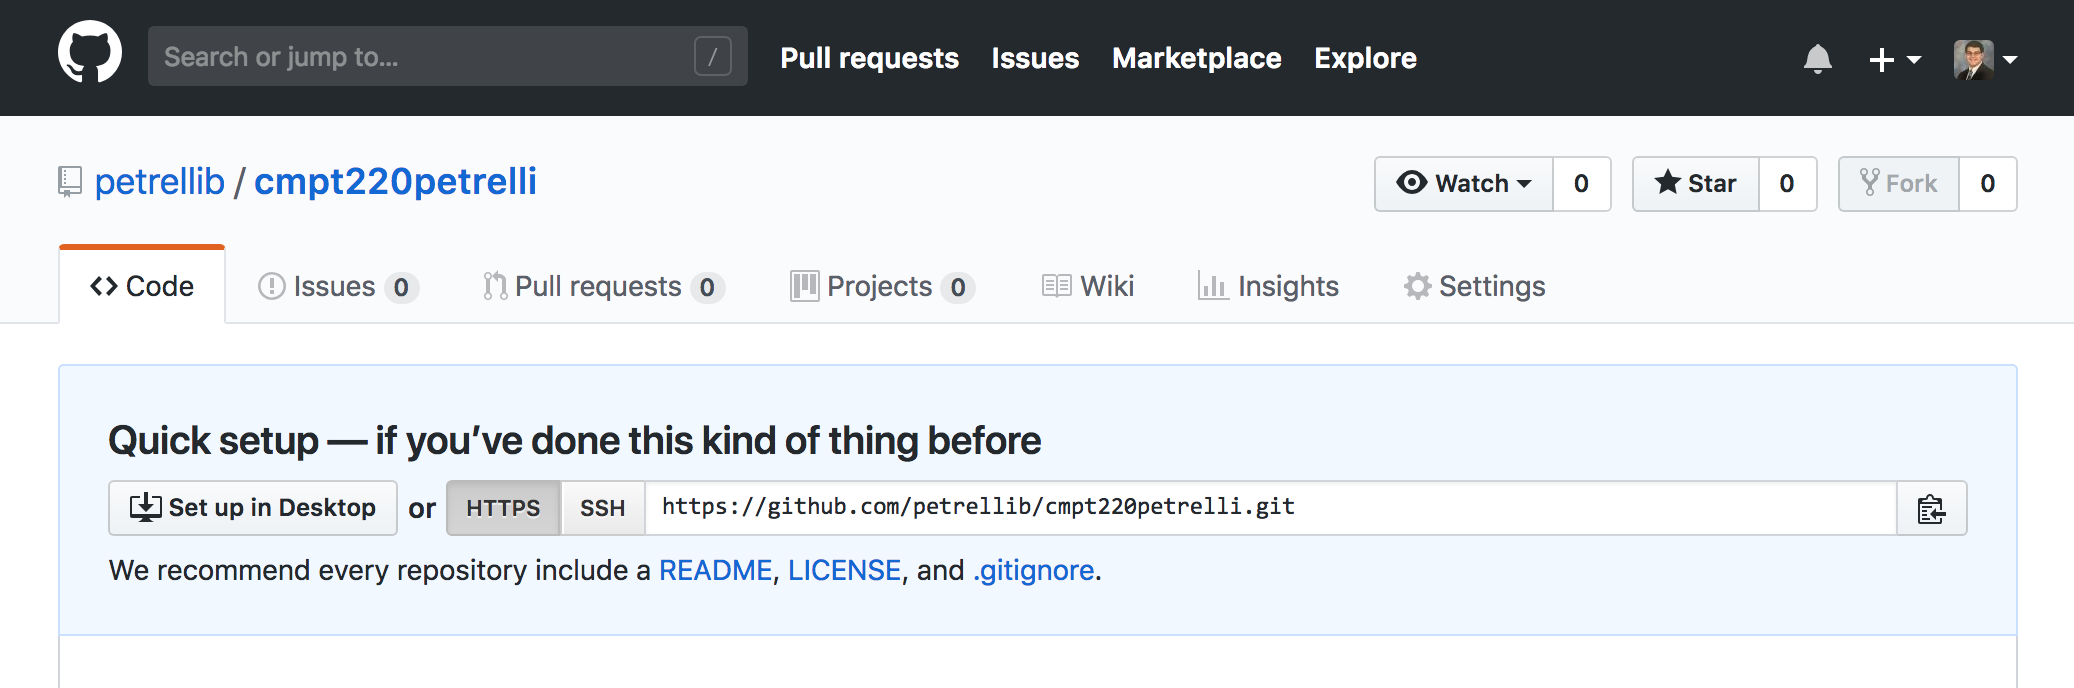 Search or jump to... / Pull requests Issues Marketplace Explore
petrellib / cmpt220petrelli Watch 0 Star 0 Fork 0
Code Issues 0 Pull requests 0 Projects 0 Wiki Insights Settings
Quick setup — if you’ve done this kind of thing before
Set up in Desktop or HTTPS SSH https://github.com/petrellib/cmpt220petrelli.git
We recommend every repository include a README, LICENSE, and .gitignore.